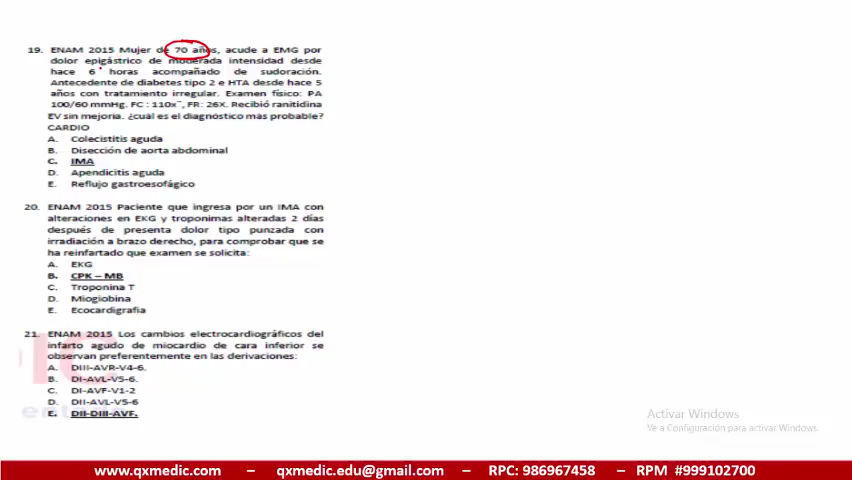 19. ENAM 2015 Mujer de 70 años, acude a EMG por
dolor epigástrico de moderada intensidad desde
hace 6 horas acompañado de sudoración.
Antecedente de diabetes tipo 2 e HTA desde hace 5
años con tratamiento irregular. Examen físico: PA
100/60 mmHg. FC : 110x¨, FR: 26X. Recibió ranitidina
EV sin mejoria. ¿cuál es el diagnóstico más probable?
CARDIO
A. Colecistitis aguda
B. Disección de aorta abdominal
C. IMA
D. Apendicitis aguda
E. Reflujo gastroesofágico
20. ENAM 2015 Paciente que ingresa por un IMA con
alteraciones en EKG y troponimas alteradas 2 días
después de presenta dolor tipo punzada con
irradiación a brazo derecho, para comprobar que se
ha reinfartado que examen se solicita:
A. EKG
B. CPK – MB
C. Troponina T
D. Miogiobina
E. Ecocardigrafia
21. ENAM 2015 Los cambios electrocardiográficos del
infarto agudo de miocardio de cara inferior se
observan preferentemente en las derivaciones:
A. DIII-AVR-V4-6.
B. DI-AVL-V5-6.
C. DI-AVF-V1-2
D. DII-AVL-V5-6
E. DII-DIII-AVF.
Activar Windows
Ve a Configuración para activar Windows.
www.qxmedic.com – qxmedic.edu@gmail.com – RPC: 986967458 – RPM #999102700